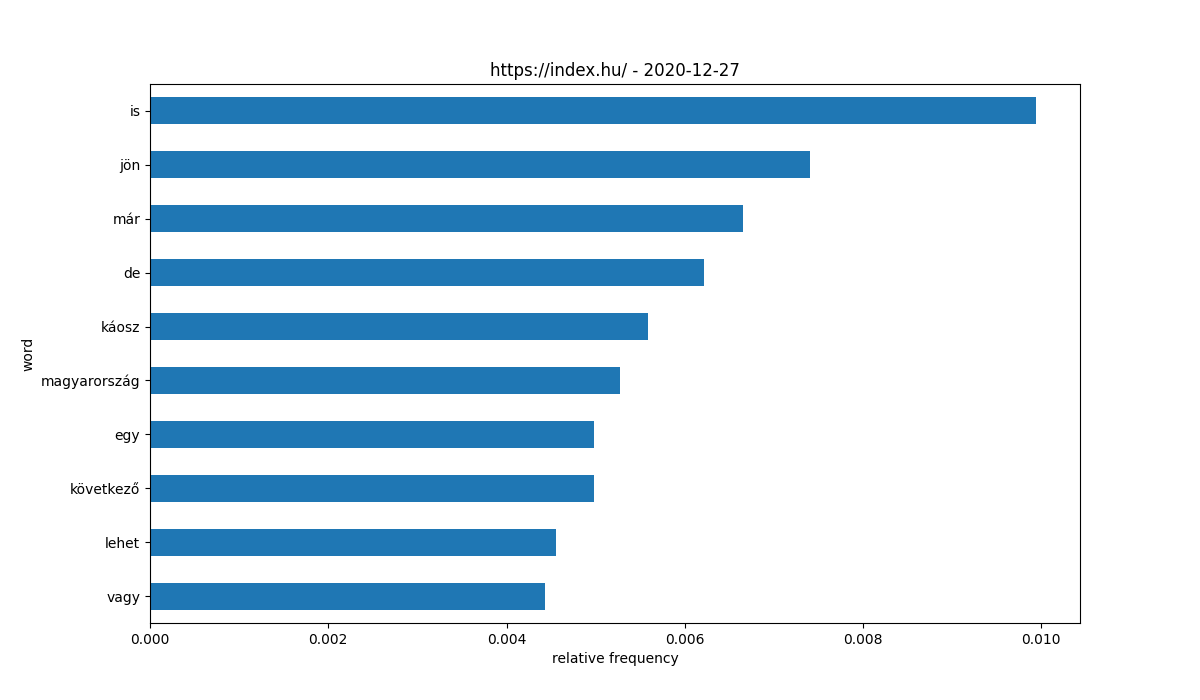 https://index.hu/ - 2020-12-27
is
jön
már
de
káosz
magyarország
egy
következő
lehet
vagy
word
0.000 0.002 0.004 0.006 0.008 0.010
relative frequency